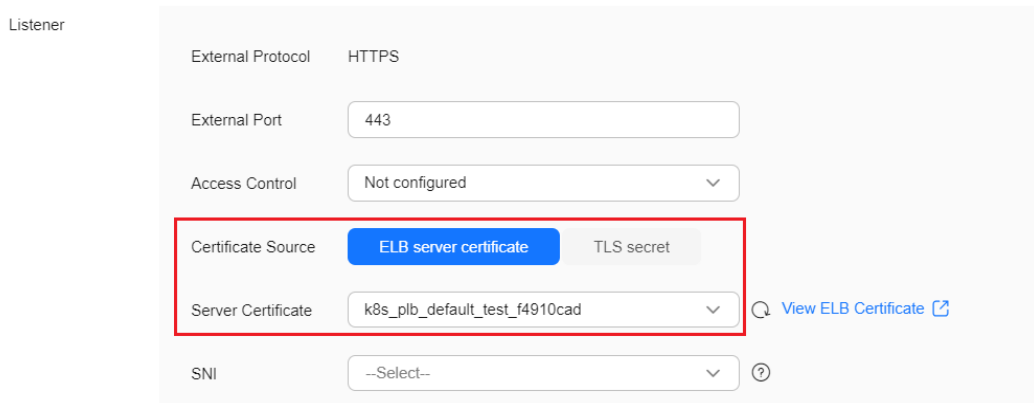 Listener
External Protocol HTTPS
External Port 443
Access Control Not configured
Certificate Source ELB server certificate TLS secret
Server Certificate k8s_plb_default_test_f4910cad View ELB Certificate
SNI --Select--